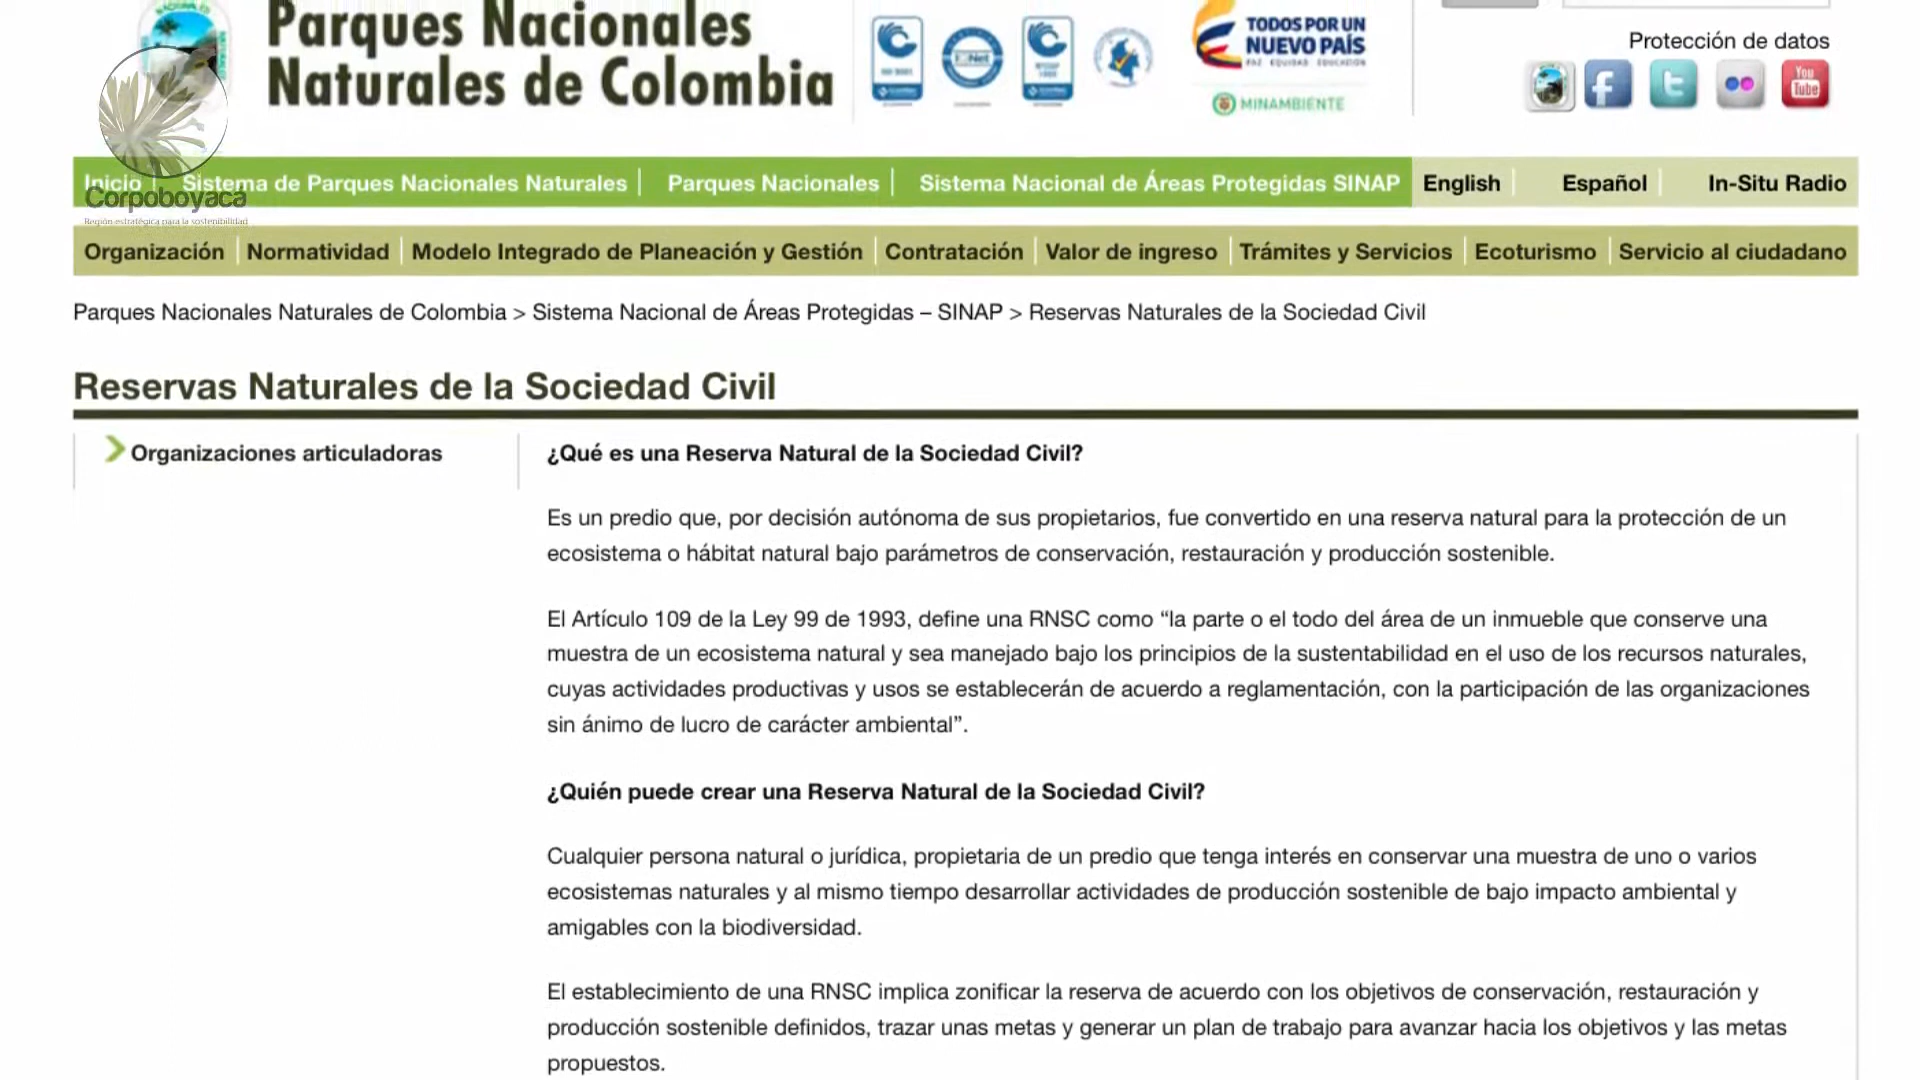 Parques Nacionales
Naturales de Colombia
TODOS POR UN
NUEVO PAÍS
PAZ EQUIDAD EDUCACIÓN
MINAMBIENTE
Protección de datos
You
Tube
Inicio
Sistema de Parques Nacionales Naturales
Parques Nacionales
Sistema Nacional de Áreas Protegidas SINAP
English
Español
In-Situ Radio
Corpoboyacá
Región estratégica para la sostenibilidad
Organización
Normatividad
Modelo Integrado de Planeación y Gestión
Contratación
Valor de ingreso
Trámites y Servicios
Ecoturismo
Servicio al ciudadano
Parques Nacionales Naturales de Colombia > Sistema Nacional de Áreas Protegidas – SINAP > Reservas Naturales de la Sociedad Civil
Reservas Naturales de la Sociedad Civil
Organizaciones articuladoras
¿Qué es una Reserva Natural de la Sociedad Civil?
Es un predio que, por decisión autónoma de sus propietarios, fue convertido en una reserva natural para la protección de un
ecosistema o hábitat natural bajo parámetros de conservación, restauración y producción sostenible.
El Artículo 109 de la Ley 99 de 1993, define una RNSC como “la parte o el todo del área de un inmueble que conserve una
muestra de un ecosistema natural y sea manejado bajo los principios de la sustentabilidad en el uso de los recursos naturales,
cuyas actividades productivas y usos se establecerán de acuerdo a reglamentación, con la participación de las organizaciones
sin ánimo de lucro de carácter ambiental”.
¿Quién puede crear una Reserva Natural de la Sociedad Civil?
Cualquier persona natural o jurídica, propietaria de un predio que tenga interés en conservar una muestra de uno o varios
ecosistemas naturales y al mismo tiempo desarrollar actividades de producción sostenible de bajo impacto ambiental y
amigables con la biodiversidad.
El establecimiento de una RNSC implica zonificar la reserva de acuerdo con los objetivos de conservación, restauración y
producción sostenible definidos, trazar unas metas y generar un plan de trabajo para avanzar hacia los objetivos y las metas
propuestos.